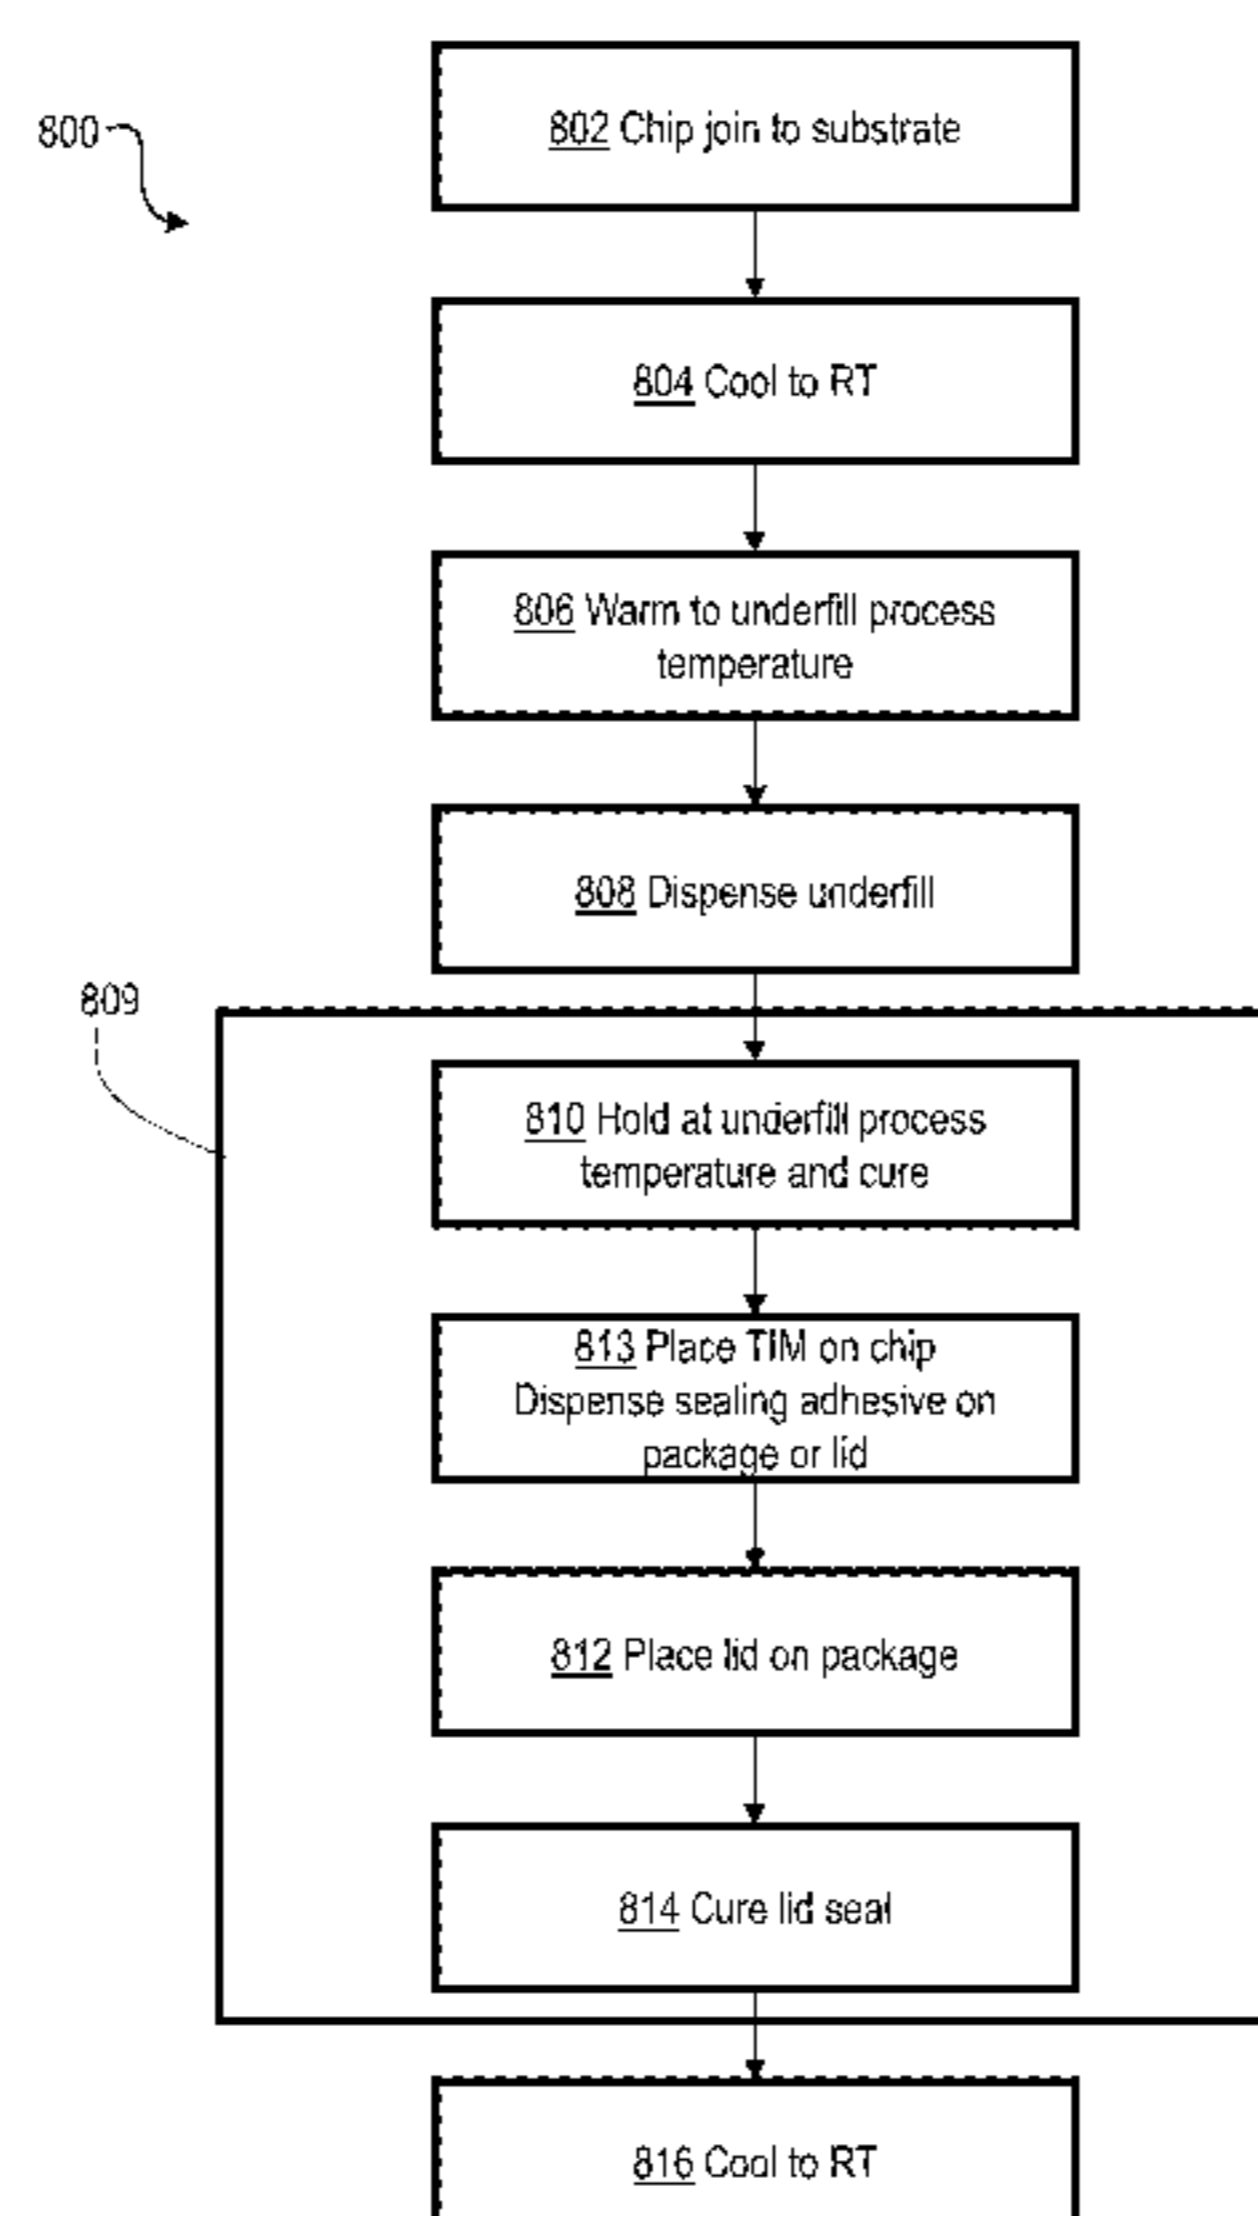 800
802 Chip join to substrate
804 Cool to RT
806 Warm to underfill process
temperature
808 Dispense underfill
809
810 Hold at underfill process
temperature and cure
813 Place TIM on chip
Dispense sealing adhesive on
package or lid
812 Place lid on package
814 Cure lid seal
816 Cool to RT